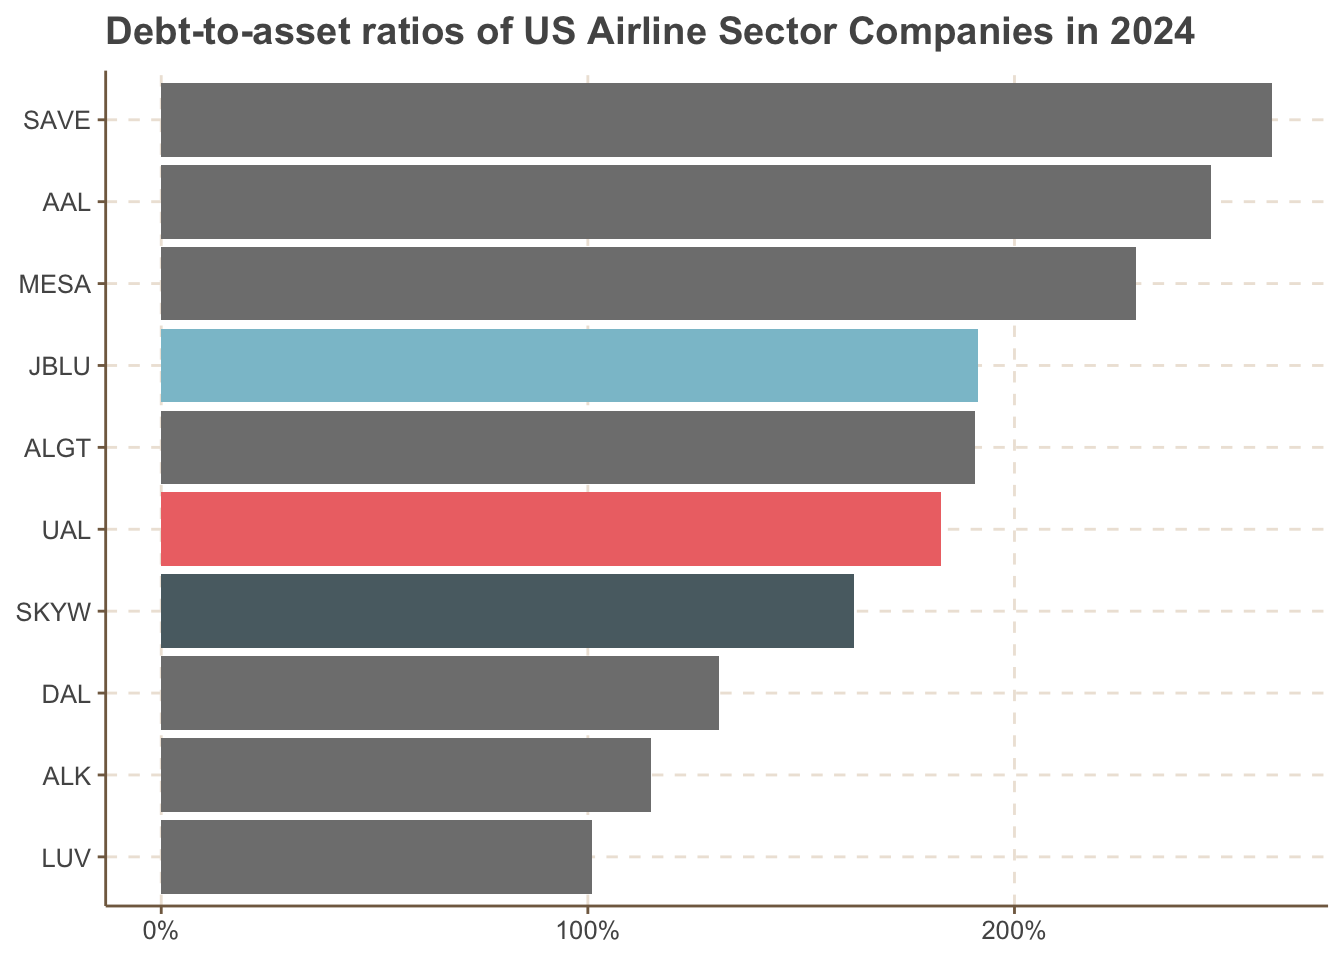 Debt-to-asset ratios of US Airline Sector Companies in 2024
SAVE
AAL
MESA
JBLU
ALGT
UAL
SKYW
DAL
ALK
LUV
0% 100% 200%